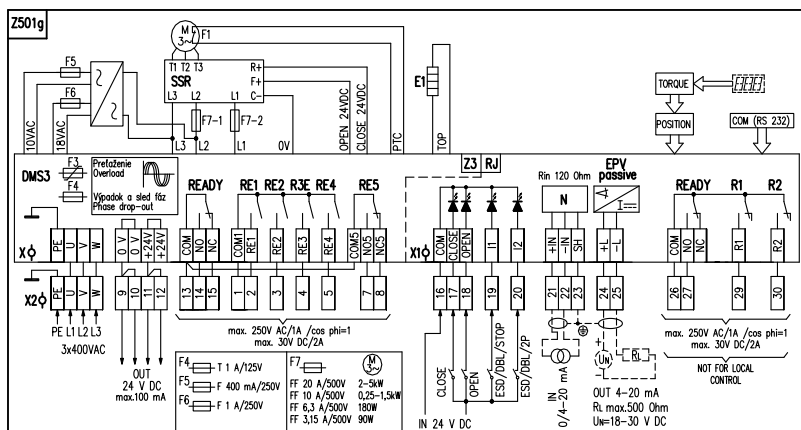 Z501g
M
3~
F1
T1 T2 T3
SSR
R+
F+
C-
L3 L2 L1
F5
F6
F7-1
F7-2
10VAC
18VAC
L3
L2
L1
0V
OPEN 24VDC
CLOSE 24VDC
PTC
E1
TOP
TORQUE
POSITION
COM (RS 232)
DMS3
F3
F4
Preťaženie
Overload
Výpadok a sled fáz
Phase drop-out
READY
RE1 RE2 R3E RE4
RE5
Z3 RJ
Rin 120 Ohm
N
EPV
passive
I
READY R1 R2
X
PE U V W
0 V
0 V
+24V
+24V
COM NO NC
COM1 RE1 RE2 RE3 RE4
COM5 NO5 NC5
X1
COM CLOSE OPEN
I1
I2
+IN -IN SH
+L -L
COM NO NC
R1
R2
X2
PE U V W
9 10 11 12
13 14 15
1 2 3 4 5
7 8
16 17 18 19 20
21 22 23 24 25
26 27 29 30
PE L1 L2 L3
3x400VAC
OUT
24 V DC
max.100 mA
max. 250V AC/1A /cos phi=1
max. 30V DC/2A
F4
T 1 A/125V
F5
F 400 mA/250V
F6
F 1 A/250V
F7
M
3~
FF 20 A/500V 2-5kW
FF 10 A/500V 0,25-1,5kW
FF 6,3 A/500V 180W
FF 3,15 A/500V 90W
CLOSE
OPEN
ESD/DBL/STOP
ESD/DBL/2P
IN 24 V DC
IN
0/4-20 mA
+
UN
-
RL
OUT 4-20 mA
RL max.500 Ohm
UN=18-30 V DC
max. 250V AC/1A /cos phi=1
max. 30V DC/2A
NOT FOR LOCAL
CONTROL